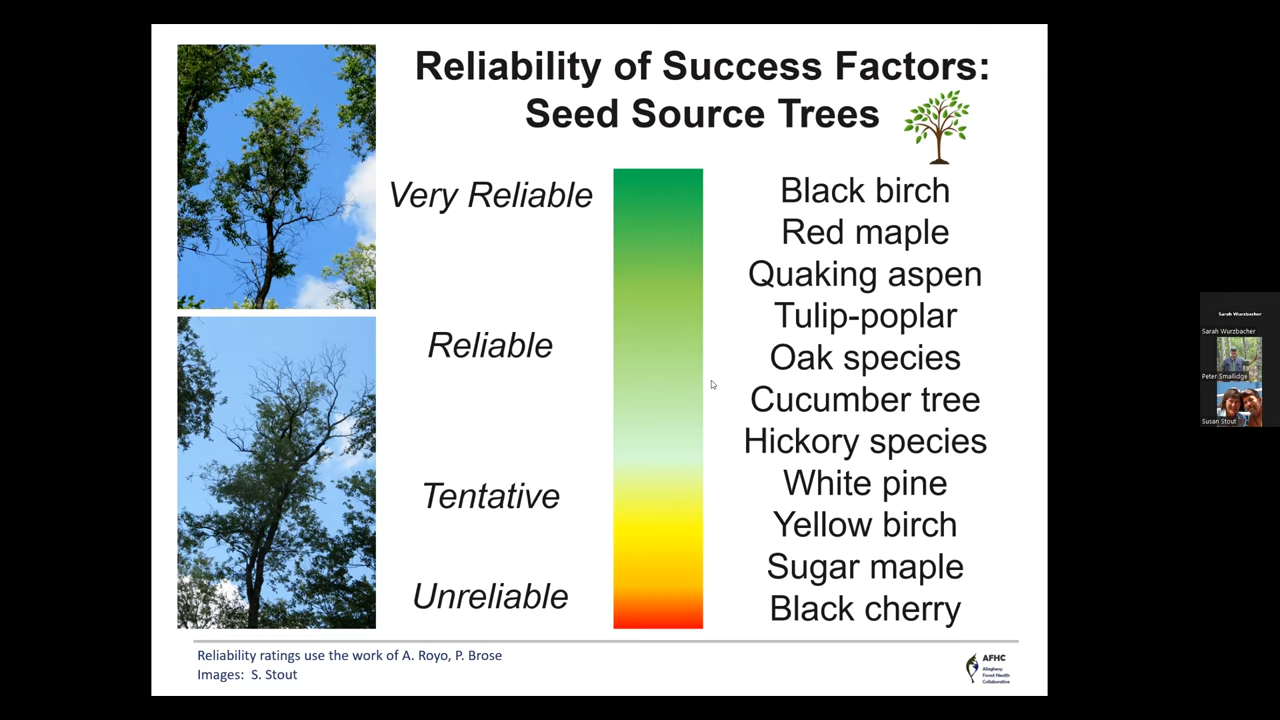 Reliability of Success Factors:
Seed Source Trees
Very Reliable
Reliable
Tentative
Unreliable
Black birch
Red maple
Quaking aspen
Tulip-poplar
Oak species
Cucumber tree
Hickory species
White pine
Yellow birch
Sugar maple
Black cherry
Reliability ratings use the work of A. Royo, P. Brose
Images: S. Stout
AFHC
Allegheny
Forest Health
Collaborative
Sarah Wurzbacher
Sarah Wurzbacher
Peter Smallidge
Susan Stout